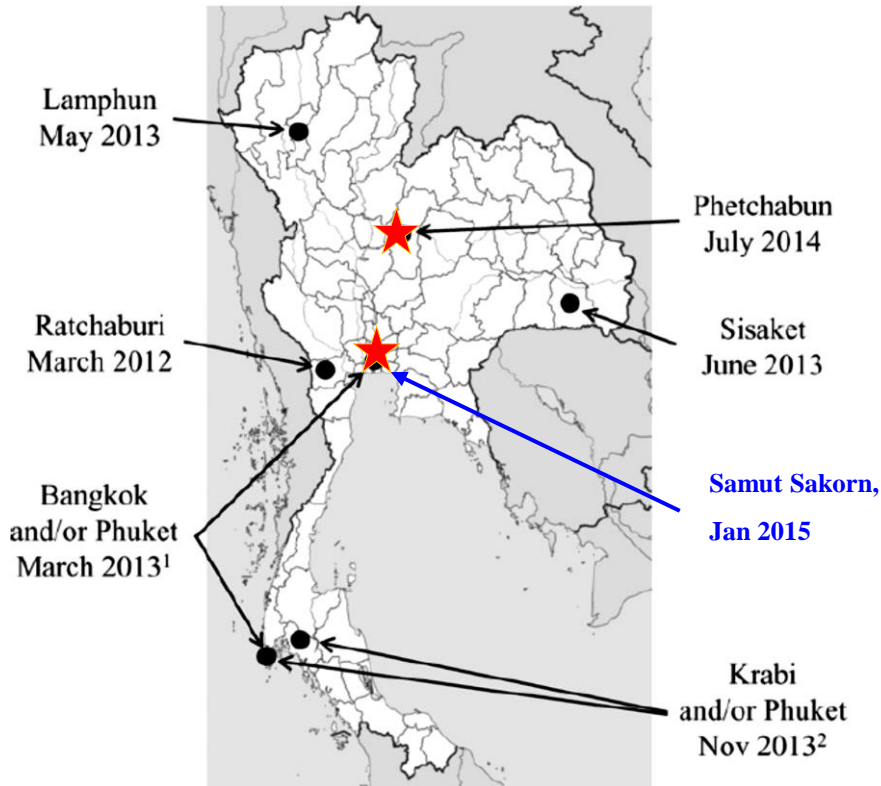 Lamphun
May 2013
Phetchabun
July 2014
Ratchaburi
March 2012
Sisaket
June 2013
Bangkok
and/or Phuket
March 2013¹
Samut Sakorn,
Jan 2015
Krabi
and/or Phuket
Nov 2013²